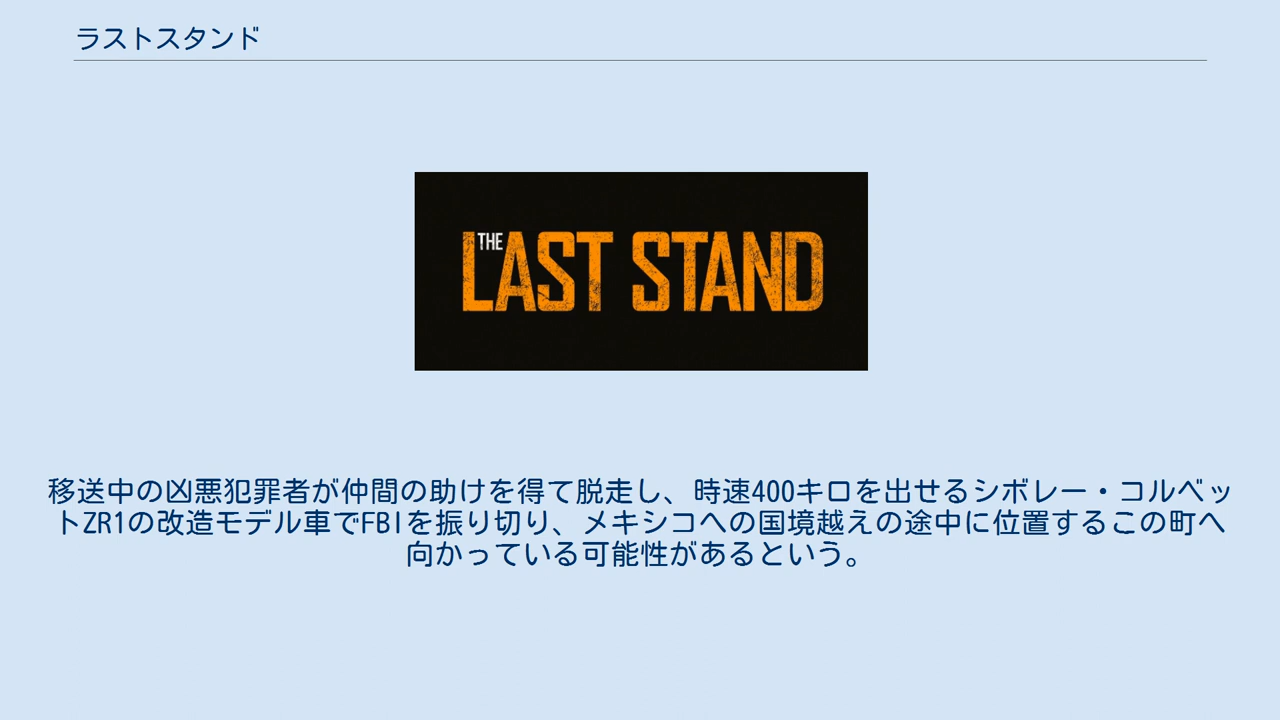 ラストスタンド
THE
LAST STAND
移送中の凶悪犯罪者が仲間の助けを得て脱走し、時速400キロを出せるシボレー・コルベッ
トZR1の改造モデル車でFBIを振り切り、メキシコへの国境越えの途中に位置するこの町へ
向かっている可能性があるという。